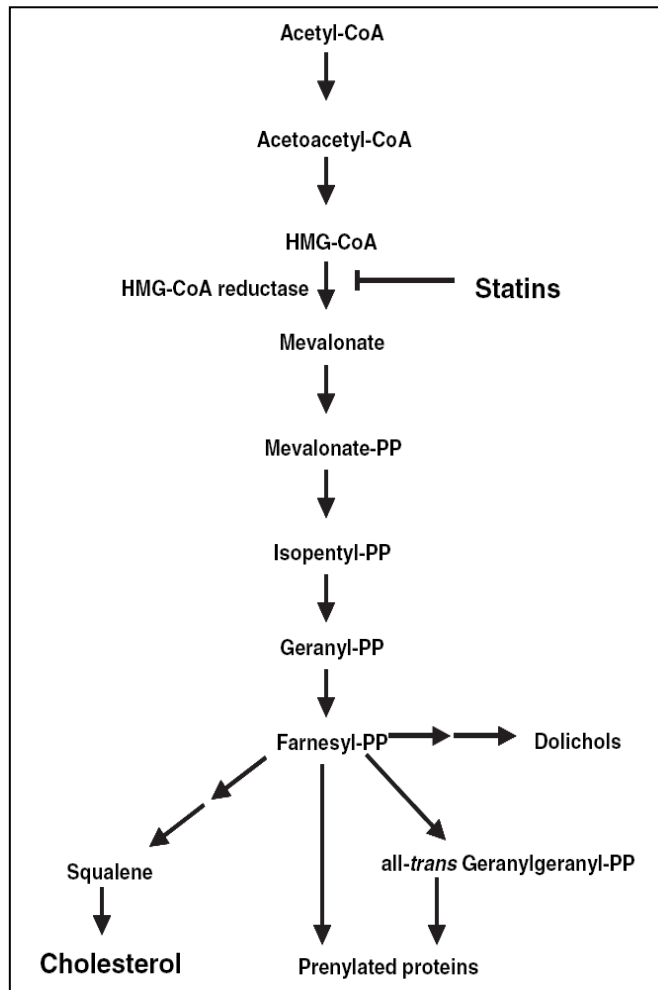 Acetyl-CoA
Acetoacetyl-CoA
HMG-CoA
HMG-CoA reductase
Statins
Mevalonate
Mevalonate-PP
Isopentyl-PP
Geranyl-PP
Farnesyl-PP
Dolichols
Squalene
all-trans Geranylgeranyl-PP
Cholesterol
Prenylated proteins